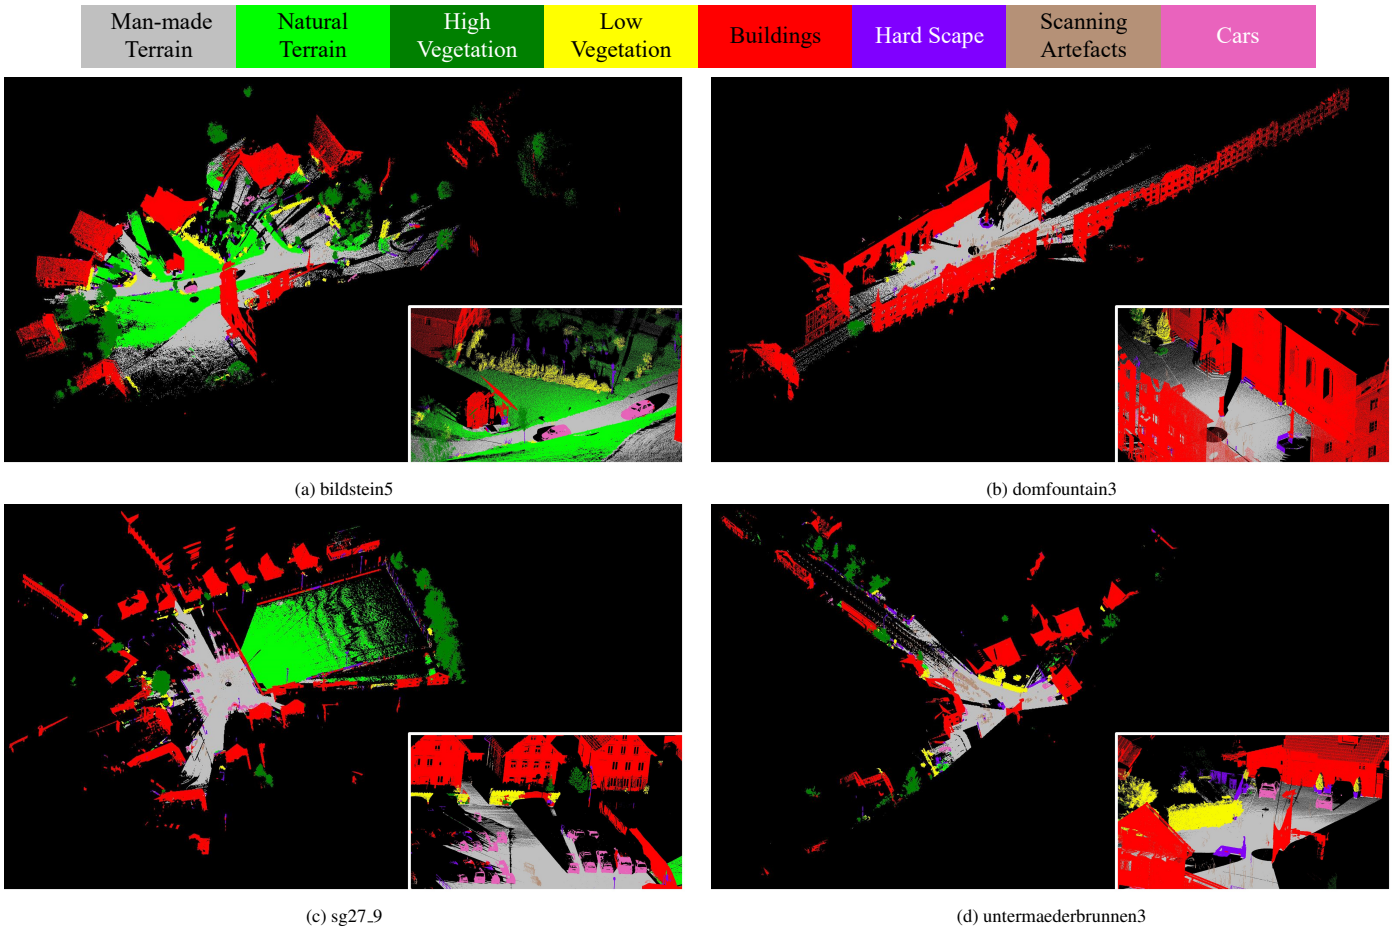 Man-made
Terrain
Natural
Terrain
High
Vegetation
Low
Vegetation
Buildings
Hard Scape
Scanning
Artefacts
Cars
(a) bildstein5
(b) domfountain3
(c) sg27_9
(d) untermaederbrunnen3